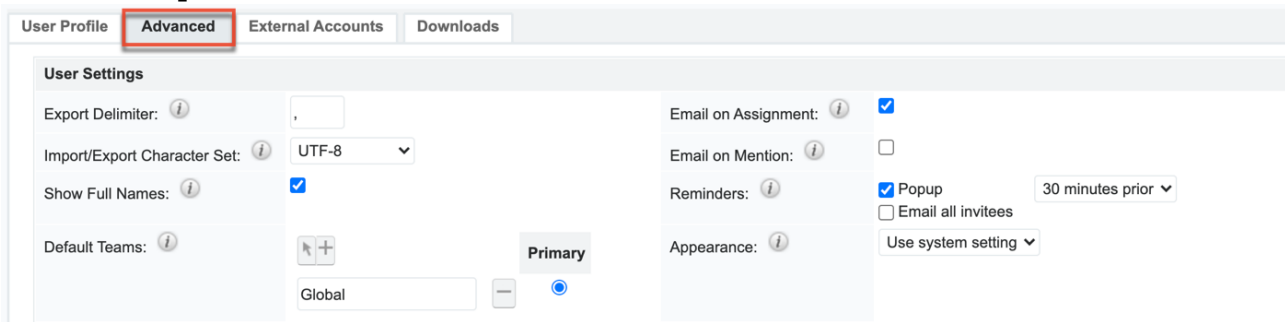 User Profile Advanced External Accounts Downloads
User Settings
Export Delimiter: i , Email on Assignment: i
Import/Export Character Set: i UTF-8 Email on Mention: i
Show Full Names: i Reminders: i Popup 30 minutes prior
Email all invitees
Default Teams: i Primary Appearance: i Use system setting
Global